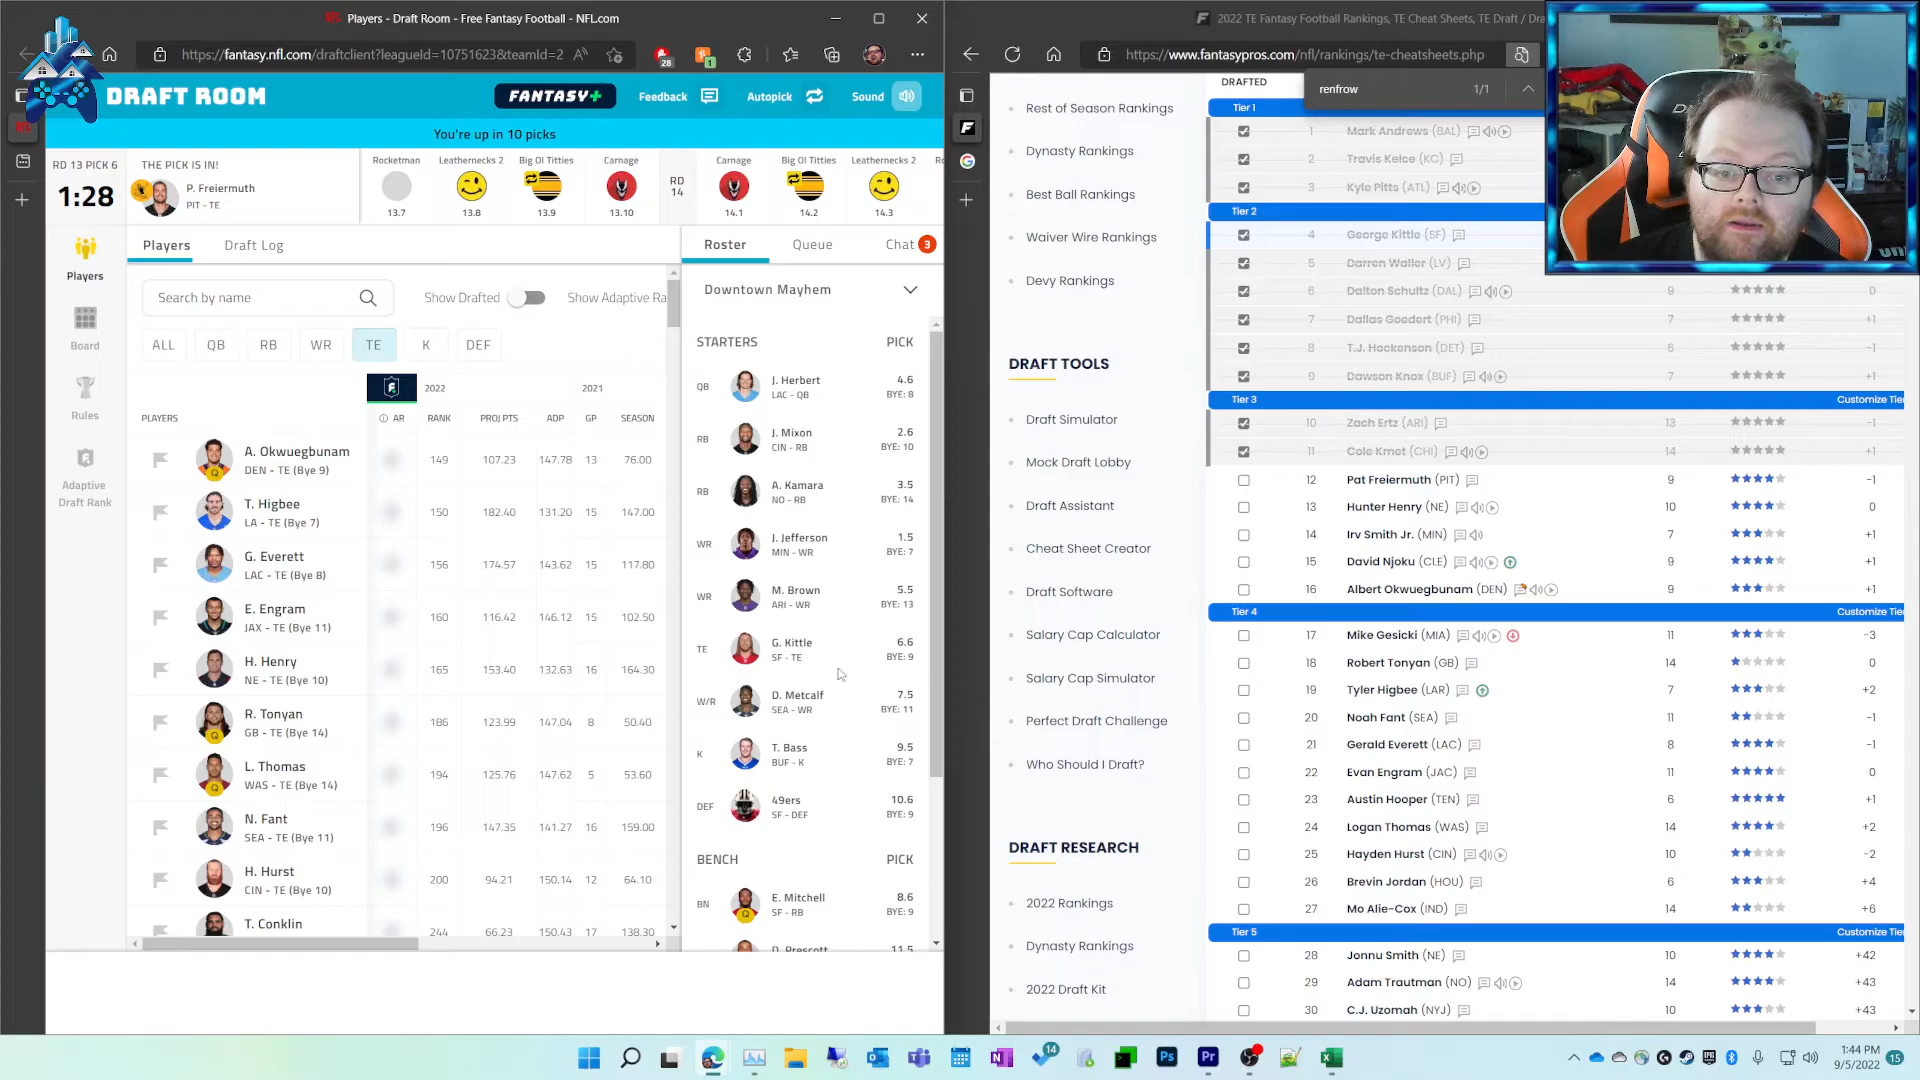 Players - Draft Room - Free Fantasy Football - NFL.com
https://fantasy.nfl.com/draftclient?leagueId=10751623&teamId=2
28
1
DRAFT ROOM
FANTASY+
Feedback
Autopick
Sound
You're up in 10 picks
RD 13 PICK 6
1:28
THE PICK IS IN!
P. Freiermuth
PIT - TE
Rocketman
13.7
Leathernecks 2
13.8
Big Ol Titties
13.9
Carnage
13.10
RD
14
Carnage
14.1
Big Ol Titties
14.2
Leathernecks 2
14.3
Players
Board
Rules
Adaptive
Draft Rank
Players
Draft Log
Search by name
Show Drafted
Show Adaptive Ra
ALL QB RB WR TE K DEF
2022
2021
PLAYERS AR RANK PROJ PTS ADP GP SEASON
A. Okwuegbunam
DEN - TE (Bye 9)
149 107.23 147.78 13 76.00
T. Higbee
LA - TE (Bye 7)
150 182.40 131.20 15 147.00
G. Everett
LAC - TE (Bye 8)
156 174.57 143.62 15 117.80
E. Engram
JAX - TE (Bye 11)
160 116.42 146.12 15 102.50
H. Henry
NE - TE (Bye 10)
165 153.40 132.63 16 164.30
R. Tonyan
GB - TE (Bye 14)
186 123.99 147.04 8 50.40
L. Thomas
WAS - TE (Bye 14)
194 125.76 147.62 5 53.60
N. Fant
SEA - TE (Bye 11)
196 147.35 141.27 16 159.00
H. Hurst
CIN - TE (Bye 10)
200 94.21 150.14 12 64.10
T. Conklin
244 66.23 150.43 17 138.30
Roster
Queue
Chat 3
Downtown Mayhem
STARTERS PICK
QB J. Herbert 4.6
LAC - QB BYE: 8
RB J. Mixon 2.6
CIN - RB BYE: 10
RB A. Kamara 3.5
NO - RB BYE: 14
WR J. Jefferson 1.5
MIN - WR BYE: 7
WR M. Brown 5.5
ARI - WR BYE: 13
TE G. Kittle 6.6
SF - TE BYE: 9
W/R D. Metcalf 7.5
SEA - WR BYE: 11
K T. Bass 9.5
BUF - K BYE: 7
DEF 49ers 10.6
SF - DEF BYE: 9
BENCH PICK
BN E. Mitchell 8.6
SF - RB BYE: 9
D. Prescott 11.5
2022 TE Fantasy Football Rankings, TE Cheat Sheets, TE Draft / Dra
https://www.fantasypros.com/nfl/rankings/te-cheatsheets.php
renfrow 1/1
Rest of Season Rankings
Dynasty Rankings
Best Ball Rankings
Waiver Wire Rankings
Devy Rankings
DRAFT TOOLS
Draft Simulator
Mock Draft Lobby
Draft Assistant
Cheat Sheet Creator
Draft Software
Salary Cap Calculator
Salary Cap Simulator
Perfect Draft Challenge
Who Should I Draft?
DRAFT RESEARCH
2022 Rankings
Dynasty Rankings
2022 Draft Kit
DRAFTED
Tier 1
1 Mark Andrews (BAL)
2 Travis Kelce (KC)
3 Kyle Pitts (ATL)
Tier 2
4 George Kittle (SF)
5 Darren Waller (LV)
6 Dalton Schultz (DAL) 9 0
7 Dallas Goedert (PHI) 7 +1
8 T.J. Hockenson (DET) 6 -1
9 Dawson Knox (BUF) 7 +1
Tier 3 Customize Tier
10 Zach Ertz (ARI) 13 -1
11 Cole Kmet (CHI) 14 +1
12 Pat Freiermuth (PIT) 9 -1
13 Hunter Henry (NE) 10 0
14 Irv Smith Jr. (MIN) 7 +1
15 David Njoku (CLE) 9 +1
16 Albert Okwuegbunam (DEN) 9 +1
Tier 4 Customize Tier
17 Mike Gesicki (MIA) 11 -3
18 Robert Tonyan (GB) 14 0
19 Tyler Higbee (LAR) 7 +2
20 Noah Fant (SEA) 11 -1
21 Gerald Everett (LAC) 8 -1
22 Evan Engram (JAC) 11 0
23 Austin Hooper (TEN) 6 +1
24 Logan Thomas (WAS) 14 +2
25 Hayden Hurst (CIN) 10 -2
26 Brevin Jordan (HOU) 6 +4
27 Mo Alie-Cox (IND) 14 +6
Tier 5 Customize Tier
28 Jonnu Smith (NE) 10 +42
29 Adam Trautman (NO) 14 +43
30 C.J. Uzomah (NYJ) 10 +43
14
1:44 PM
9/5/2022
15